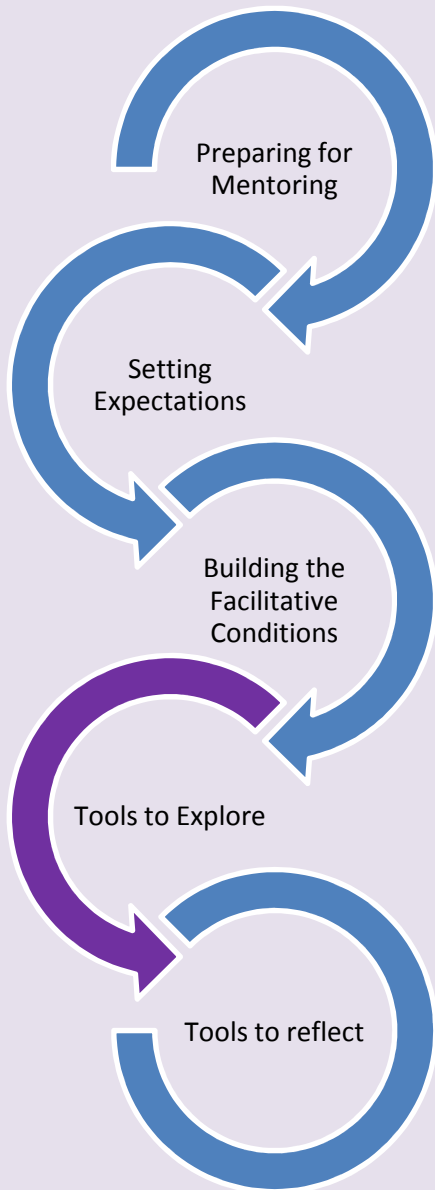 Preparing for
Mentoring
Setting
Expectations
Building the
Facilitative
Conditions
Tools to Explore
Tools to reflect